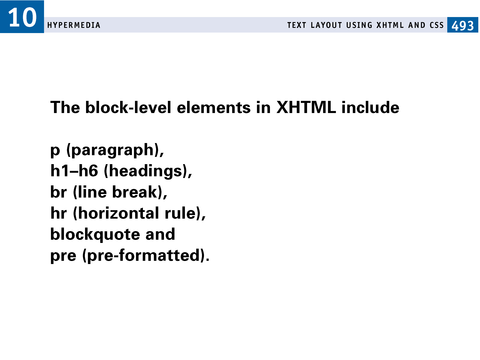 10 HYPERMEDIA TEXT LAYOUT USING XHTML AND CSS 493
The block-level elements in XHTML include
p (paragraph),
h1–h6 (headings),
br (line break),
hr (horizontal rule),
blockquote and
pre (pre-formatted).